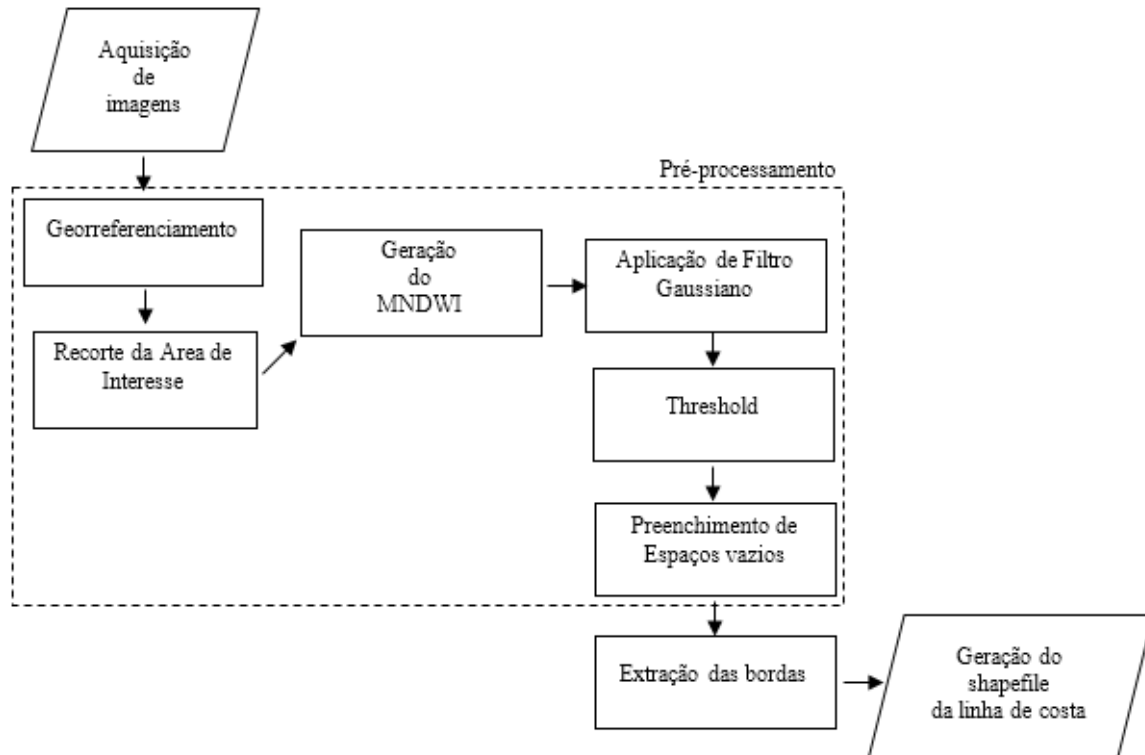 Aquisição
de
imagens
Pré-processamento
Georreferenciamento
Recorte da Area de
Interesse
Geração
do
MNDWI
Aplicação de Filtro
Gaussiano
Threshold
Preenchimento de
Espaços vazios
Extração das bordas
Geração do
shapefile
da linha de costa